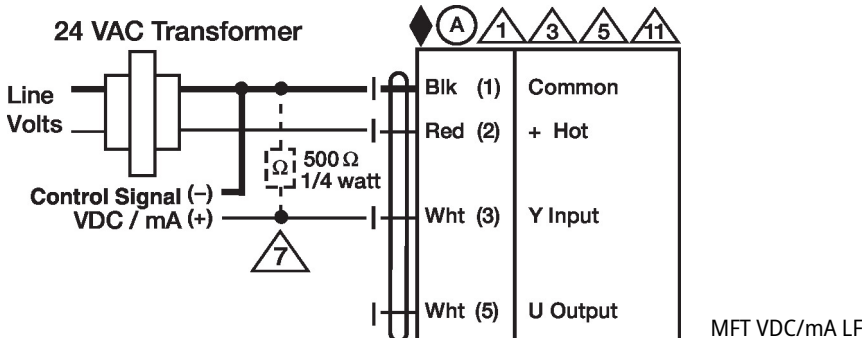 24 VAC Transformer
A 1 3 5 11
Line
Volts
Blk (1) Common
Red (2) + Hot
Ω 500 Ω
1/4 watt
Control Signal (–)
VDC / mA (+)
Wht (3) Y Input
7
Wht (5) U Output
MFT VDC/mA LF